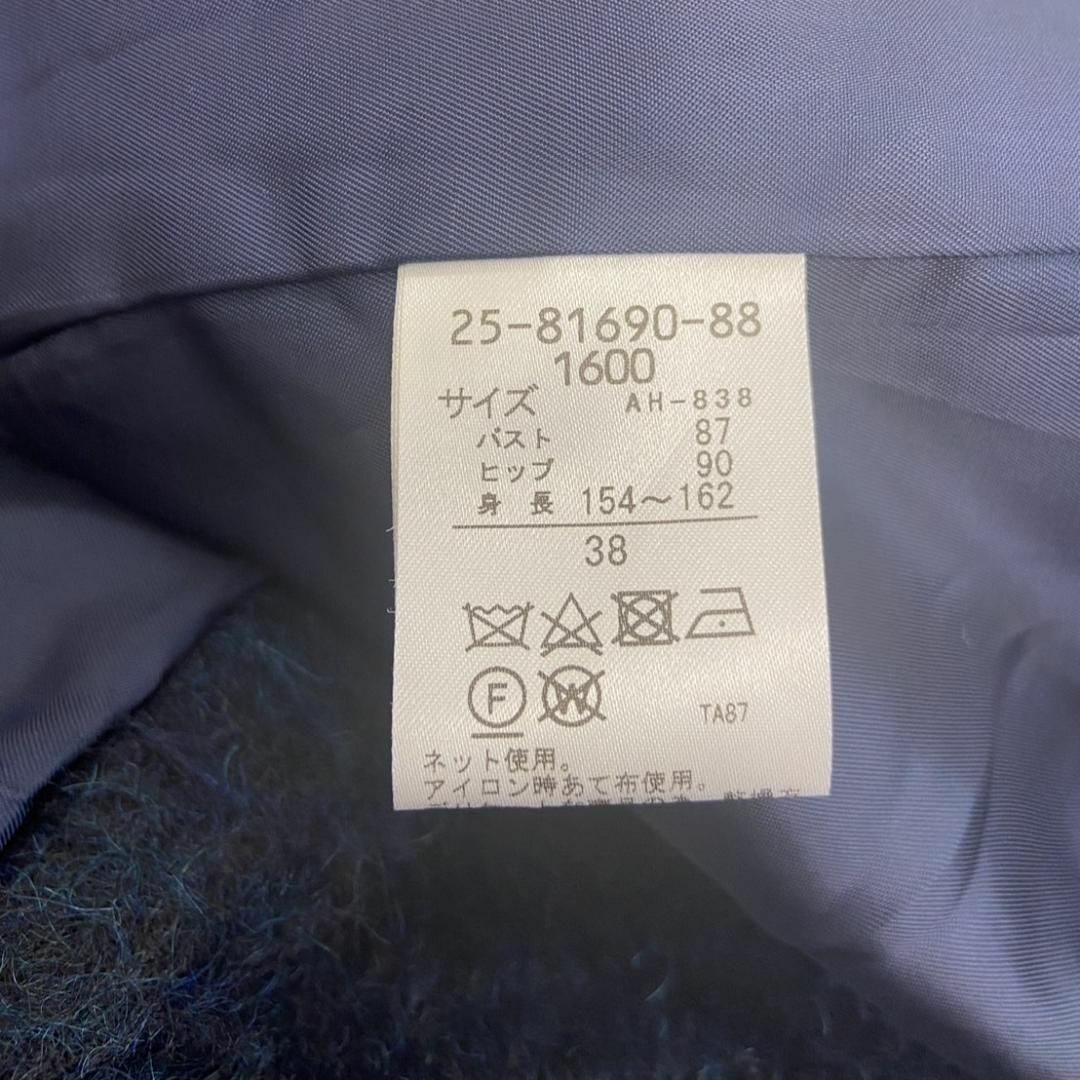 25-81690-88
1600
サイズ AH-838
バスト 87
ヒップ 90
身長 154~162
38
F W TA87
ネット使用。
アイロン時あて布使用。